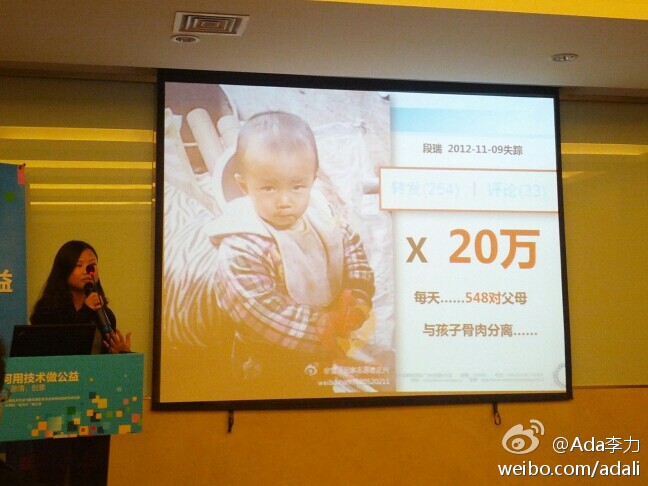 段瑞 2012-11-09失踪
转发(254) | 评论(33)
X 20万
每天……548对父母
与孩子骨肉分离……
益
何用技术做公益
@Ada李力
weibo.com/adali